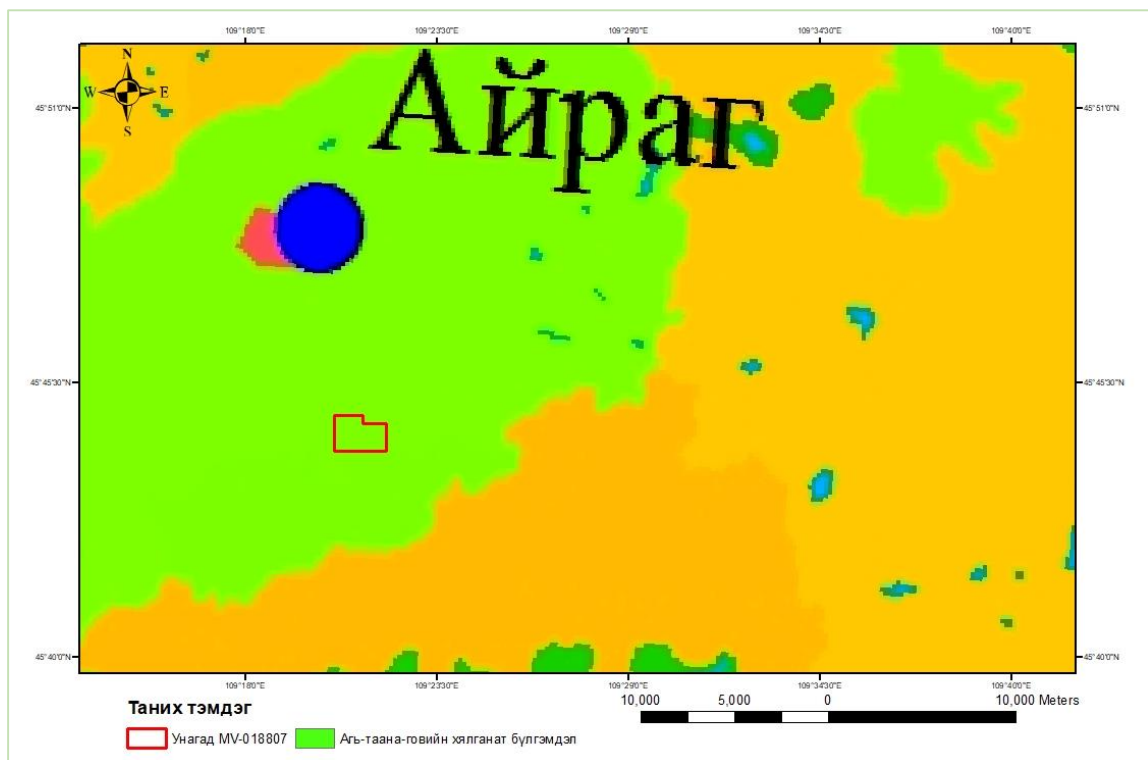 109°18'0"E 109°23'30"E 109°29'0"E 109°34'30"E 109°4'0"E
N
W E
S
Айраг
45°51'0"N 45°51'0"N
45°45'30"N 45°45'30"N
45°40'0"N 45°40'0"N
109°18'0"E 109°23'30"E 109°29'0"E 109°34'30"E 109°4'0"E
10,000 5,000 0 10,000 Meters
Таних тэмдэг
Унагад MV-018807 Агь-таана-говийн хялганат бүлгэмдэл